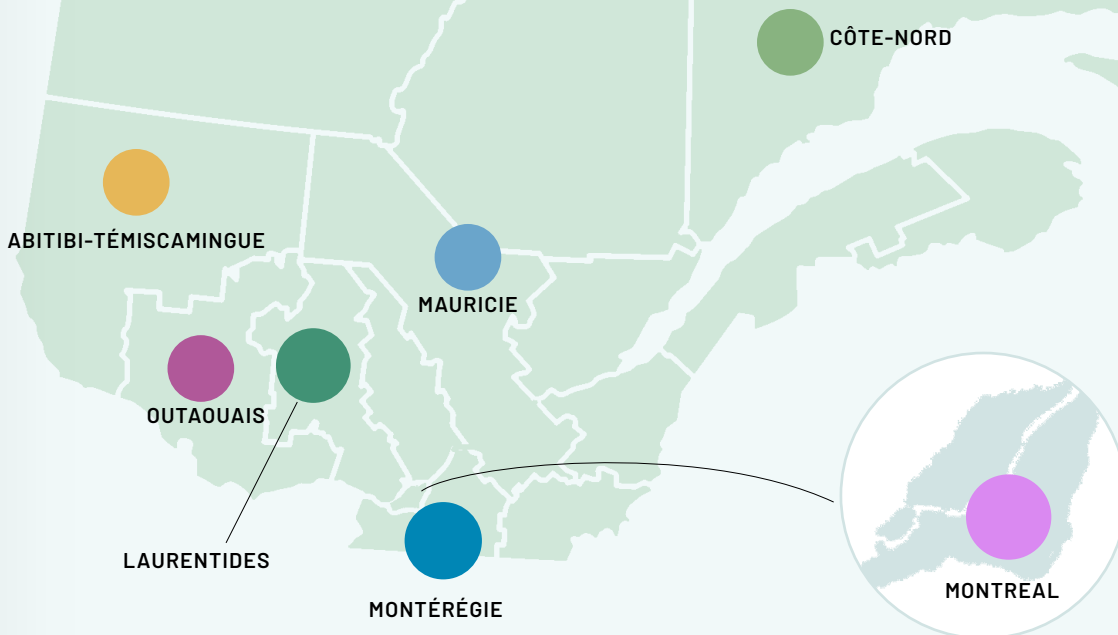 CÔTE-NORD
ABITIBI-TÉMISCAMINGUE
MAURICIE
OUTAOUAIS
LAURENTIDES
MONTÉRÉGIE
MONTREAL